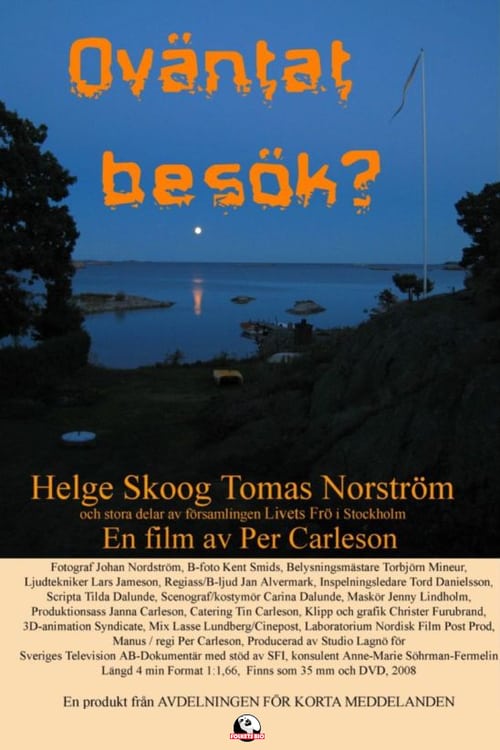 Oväntat
besök?
Helge Skoog Tomas Norström
och stora delar av församlingen Livets Frö i Stockholm
En film av Per Carleson
Fotograf Johan Nordström, B-foto Kent Smids, Belysningsmästare Torbjörn Mineur,
Ljudtekniker Lars Jameson, Regiass/B-ljud Jan Alvermark, Inspelningsledare Tord Danielsson,
Scripta Tilda Dalunde, Scenograf/kostymör Carina Dalunde, Maskör Jenny Lindholm,
Produktionsass Janna Carleson, Catering Tin Carleson, Klipp och grafik Christer Furubrand,
3D-animation Syndicate, Mix Lasse Lundberg/Cinepost, Laboratorium Nordisk Film Post Prod,
Manus / regi Per Carleson, Producerad av Studio Lagnö för
Sveriges Television AB-Dokumentär med stöd av SFI, konsulent Anne-Marie Söhrman-Fermelin
Längd 4 min Format 1:1,66, Finns som 35 mm och DVD, 2008
En produkt från AVDELNINGEN FÖR KORTA MEDDELANDEN
FOLKETS BIO